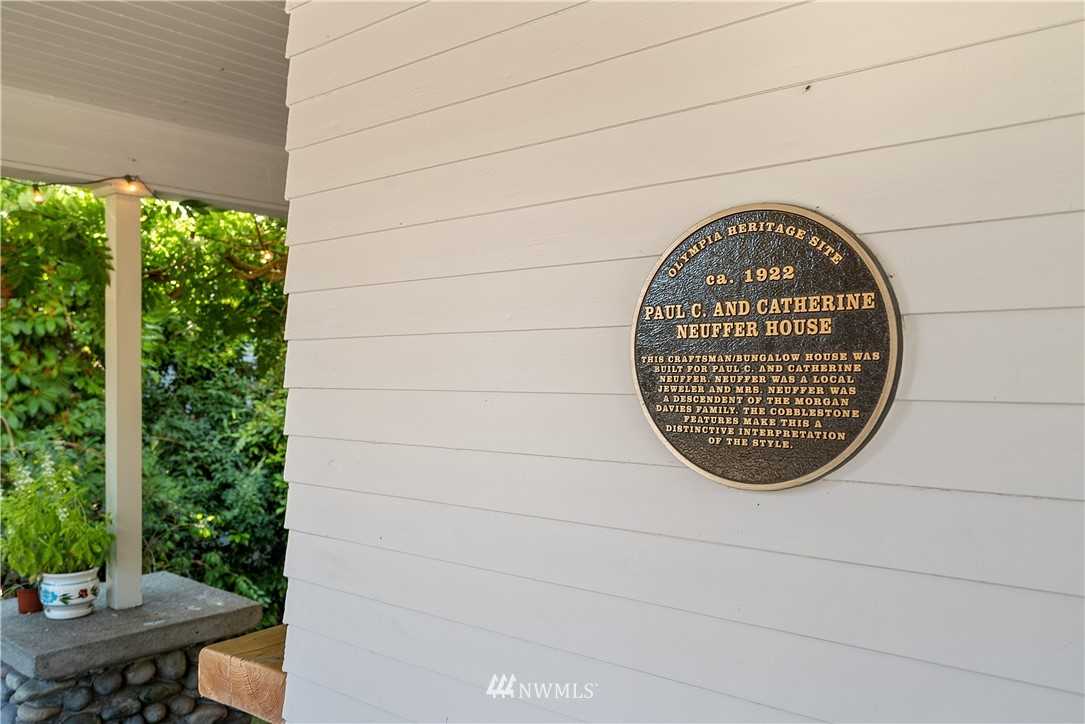 OLYMPIA HERITAGE SITE
ca. 1922
PAUL C. AND CATHERINE
NEUFFER HOUSE
THIS CRAFTSMAN/BUNGALOW HOUSE WAS
BUILT FOR PAUL C. AND CATHERINE
NEUFFER. NEUFFER WAS A LOCAL
JEWELER AND MRS. NEUFFER WAS
A DESCENDENT OF THE MORGAN
DAVIES FAMILY. THE COBBLESTONE
FEATURES MAKE THIS A
DISTINCTIVE INTERPRETATION
OF THE STYLE.
NWMLS